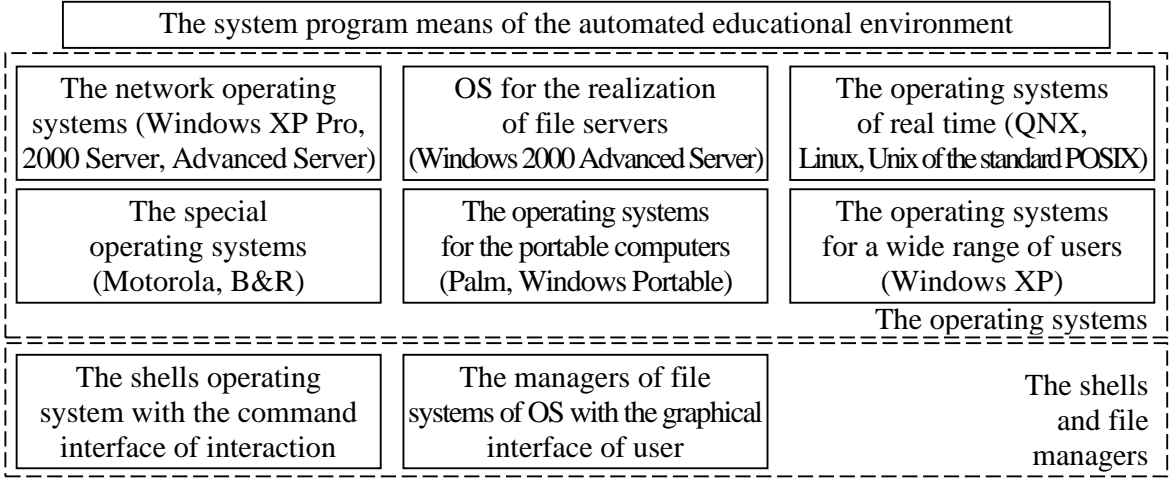 The system program means of the automated educational environment
The network operating
systems (Windows XP Pro,
2000 Server, Advanced Server)
OS for the realization
of file servers
(Windows 2000 Advanced Server)
The operating systems
of real time (QNX,
Linux, Unix of the standard POSIX)
The special
operating systems
(Motorola, B&R)
The operating systems
for the portable computers
(Palm, Windows Portable)
The operating systems
for a wide range of users
(Windows XP)
The operating systems
The shells operating
system with the command
interface of interaction
The managers of file
systems of OS with the graphical
interface of user
The shells
and file
managers